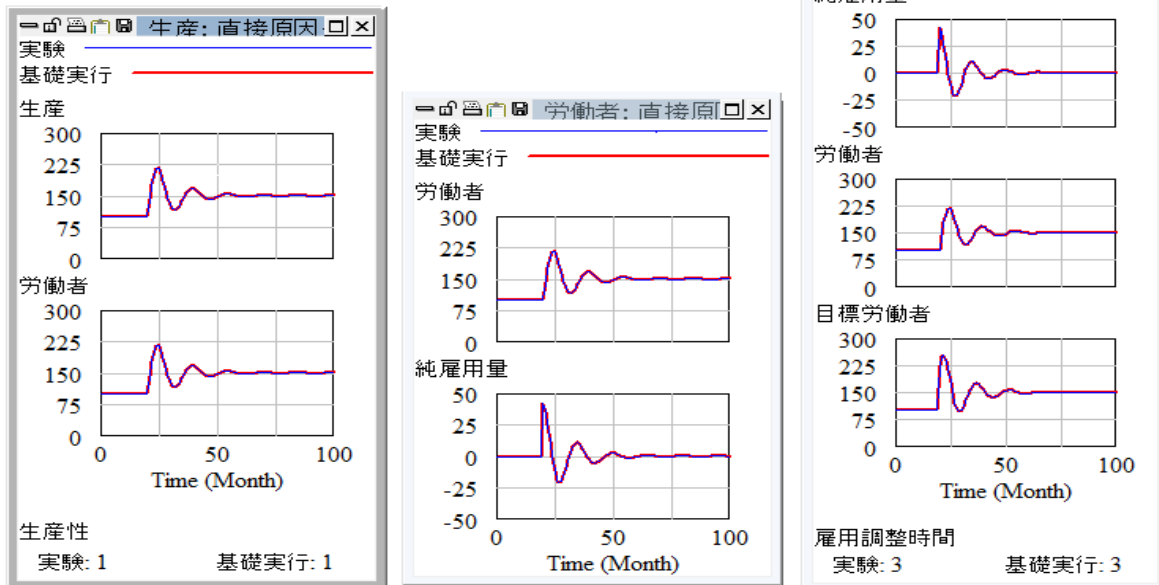 生産: 直接原因
実験
基礎実行
生産
300
225
150
75
0
労働者
300
225
150
75
0
0 50 100
Time (Month)
生産性
実験: 1 基礎実行: 1
労働者: 直接原
実験
基礎実行
労働者
300
225
150
75
0
純雇用量
50
25
0
-25
-50
0 50 100
Time (Month)
50
25
0
-25
-50
労働者
300
225
150
75
0
目標労働者
300
225
150
75
0
0 50 100
Time (Month)
雇用調整時間
実験: 3 基礎実行: 3